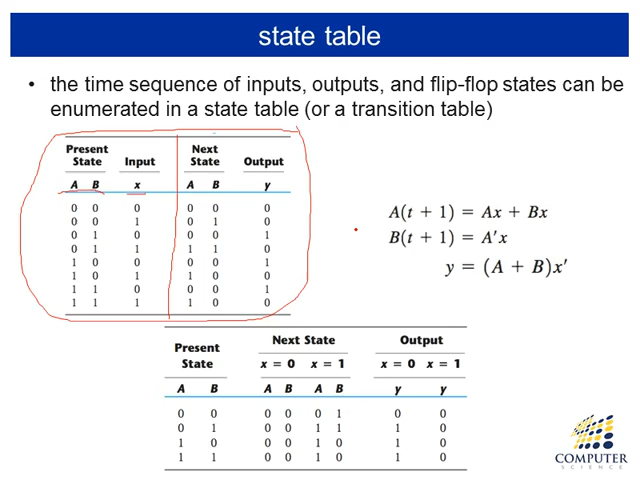 state table
• the time sequence of inputs, outputs, and flip-flop states can be
enumerated in a state table (or a transition table)
Present State Input Next State Output
A B x A B y
0 0 0 0 0 0
0 0 1 0 1 0
0 1 0 0 0 1
0 1 1 1 1 0
1 0 0 0 0 1
1 0 1 1 0 0
1 1 0 0 0 1
1 1 1 1 0 0
A(t + 1) = Ax + Bx
B(t + 1) = A′x
y = (A + B)x′
Present State Next State Output
x = 0 x = 1 x = 0 x = 1
A B A B A B y y
0 0 0 0 0 1 0 0
0 1 0 0 1 1 1 0
1 0 0 0 1 0 1 0
1 1 0 0 1 0 1 0
COMPUTER
SCIENCE